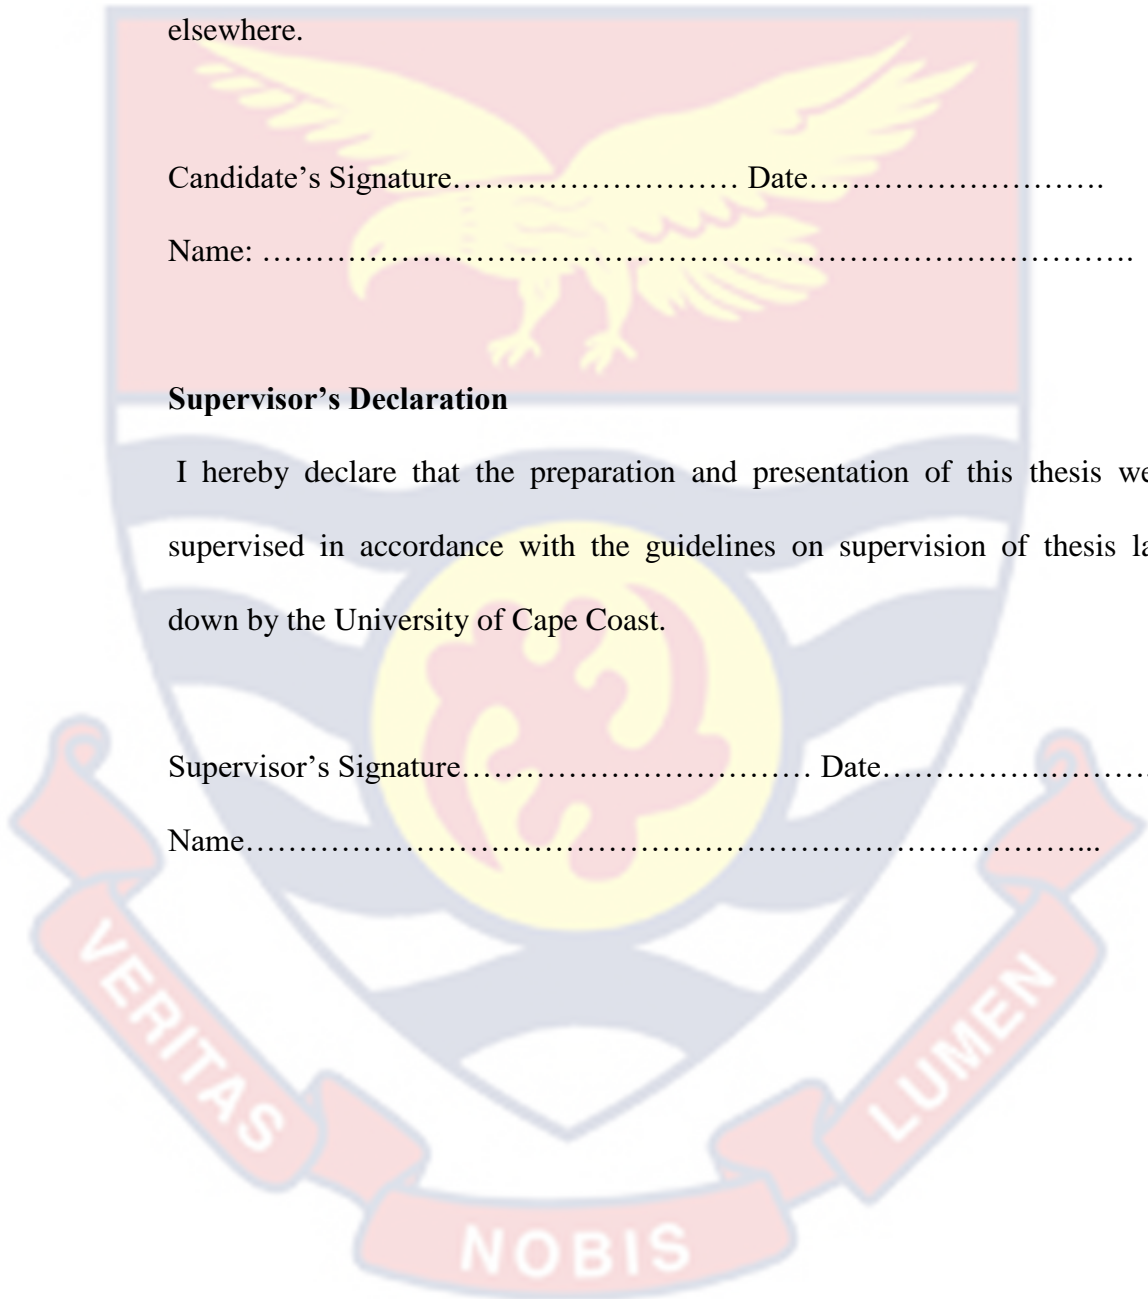 elsewhere.
Candidate’s Signature……………………… Date……………………….
Name: ……………………………………………………………….……….
Supervisor’s Declaration
I hereby declare that the preparation and presentation of this thesis we
supervised in accordance with the guidelines on supervision of thesis la
down by the University of Cape Coast.
Supervisor’s Signature…………………………… Date…………….……….
Name……………………………………………………………………...
VERITAS
NOBIS
LUMEN